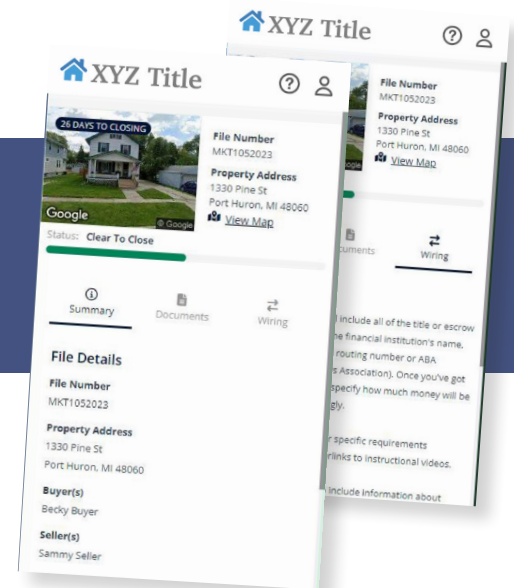 XYZ Title
26 DAYS TO CLOSING
Google
© Google
File Number
MKT1052023
Property Address
1330 Pine St
Port Huron, MI 48060
View Map
Status: Clear To Close
Summary
Documents
Wiring
File Details
File Number
MKT1052023
Property Address
1330 Pine St
Port Huron, MI 48060
Buyer(s)
Becky Buyer
Seller(s)
Sammy Seller
XYZ Title
File Number
MKT1052023
Property Address
1330 Pine St
Port Huron, MI 48060
View Map
ogle
cuments
Wiring
include all of the title or escrow
e financial institution's name,
routing number or ABA
s Association). Once you've got
specify how much money will be
gly.
r specific requirements
rlinks to instructional videos.
include information about